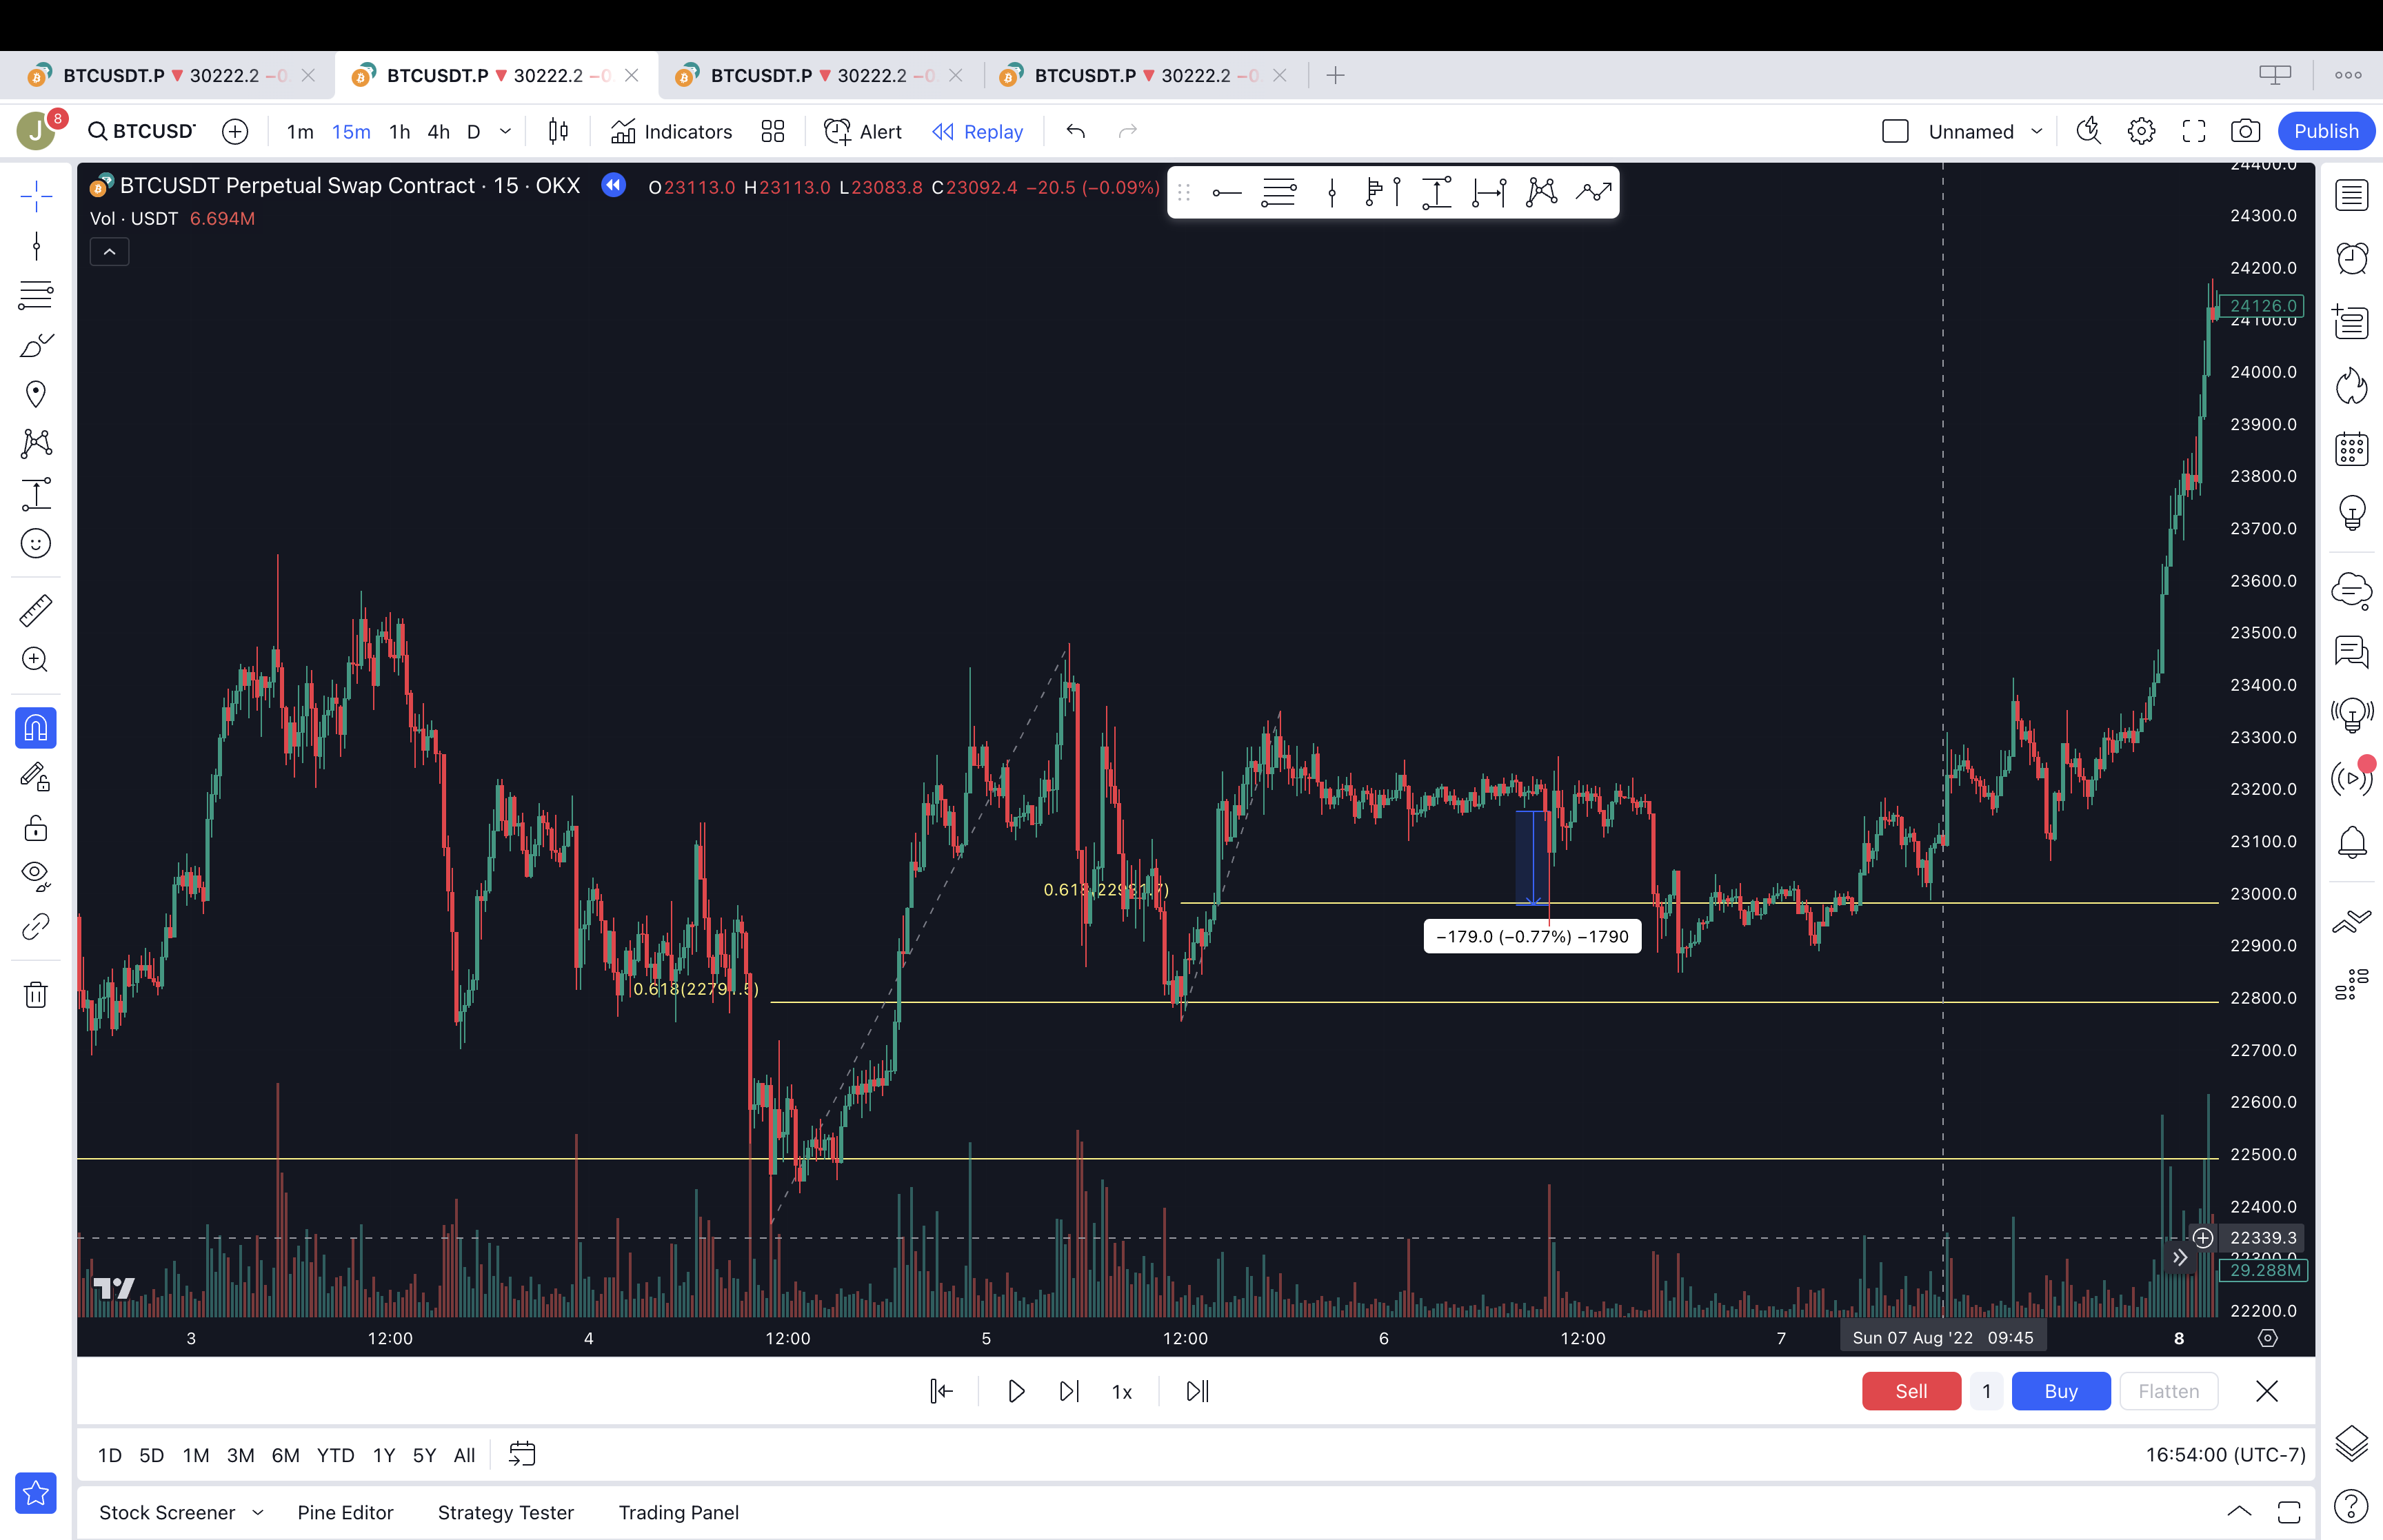 BTCUSDT.P ▼ 30222.2 −0 BTCUSDT.P ▼ 30222.2 −0 BTCUSDT.P ▼ 30222.2 −0 BTCUSDT.P ▼ 30222.2 −0
J 8 BTCUSD 1m 15m 1h 4h D Indicators Alert Replay Unnamed Publish
BTCUSDT Perpetual Swap Contract · 15 · OKX O23113.0 H23113.0 L23083.8 C23092.4 −20.5 (−0.09%)
Vol · USDT 6.694M
24400.0
24300.0
24200.0
24126.0
24100.0
24000.0
23900.0
23800.0
23700.0
23600.0
23500.0
23400.0
23300.0
23200.0
23100.0
0.618(22981.7)
23000.0
−179.0 (−0.77%) −1790
22900.0
0.618(22791.5)
22800.0
22700.0
22600.0
22500.0
22400.0
22339.3
22300.0
29.288M
22200.0
3 12:00 4 12:00 5 12:00 6 12:00 7 Sun 07 Aug '22 09:45 8
1x Sell 1 Buy Flatten
1D 5D 1M 3M 6M YTD 1Y 5Y All 16:54:00 (UTC-7)
Stock Screener Pine Editor Strategy Tester Trading Panel